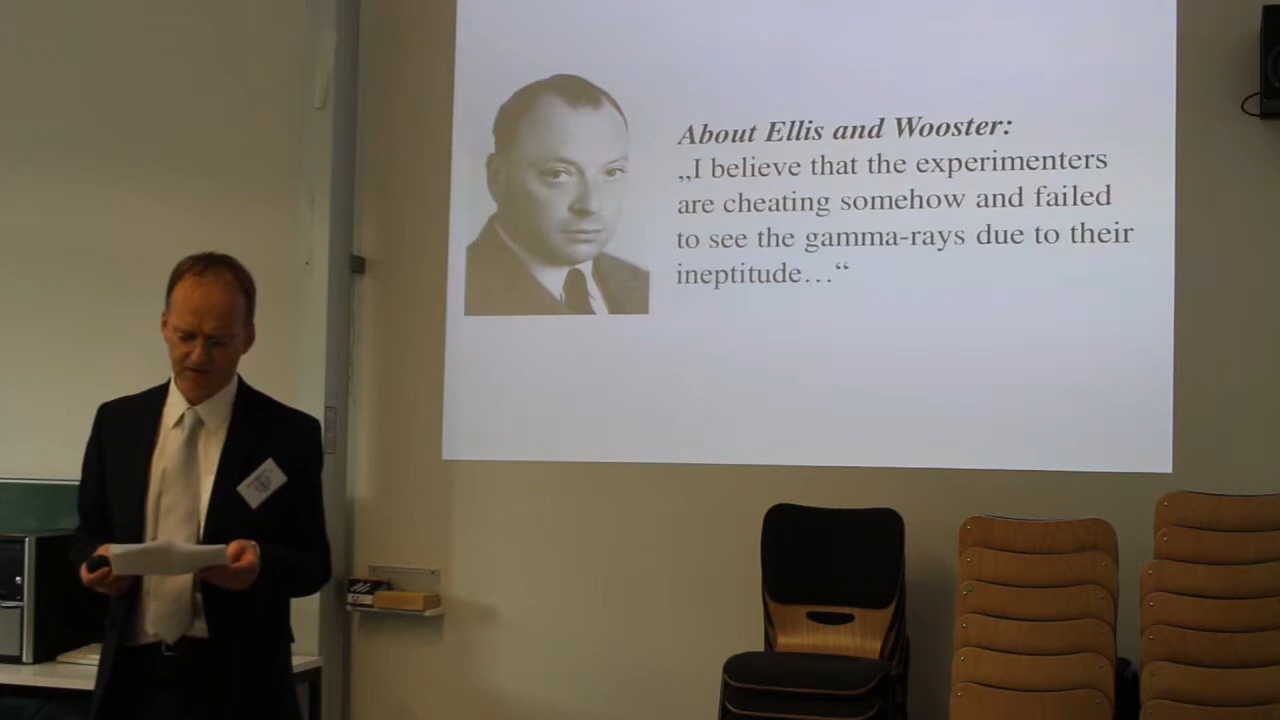 About Ellis and Wooster:
„I believe that the experimenters
are cheating somehow and failed
to see the gamma-rays due to their
ineptitude…“